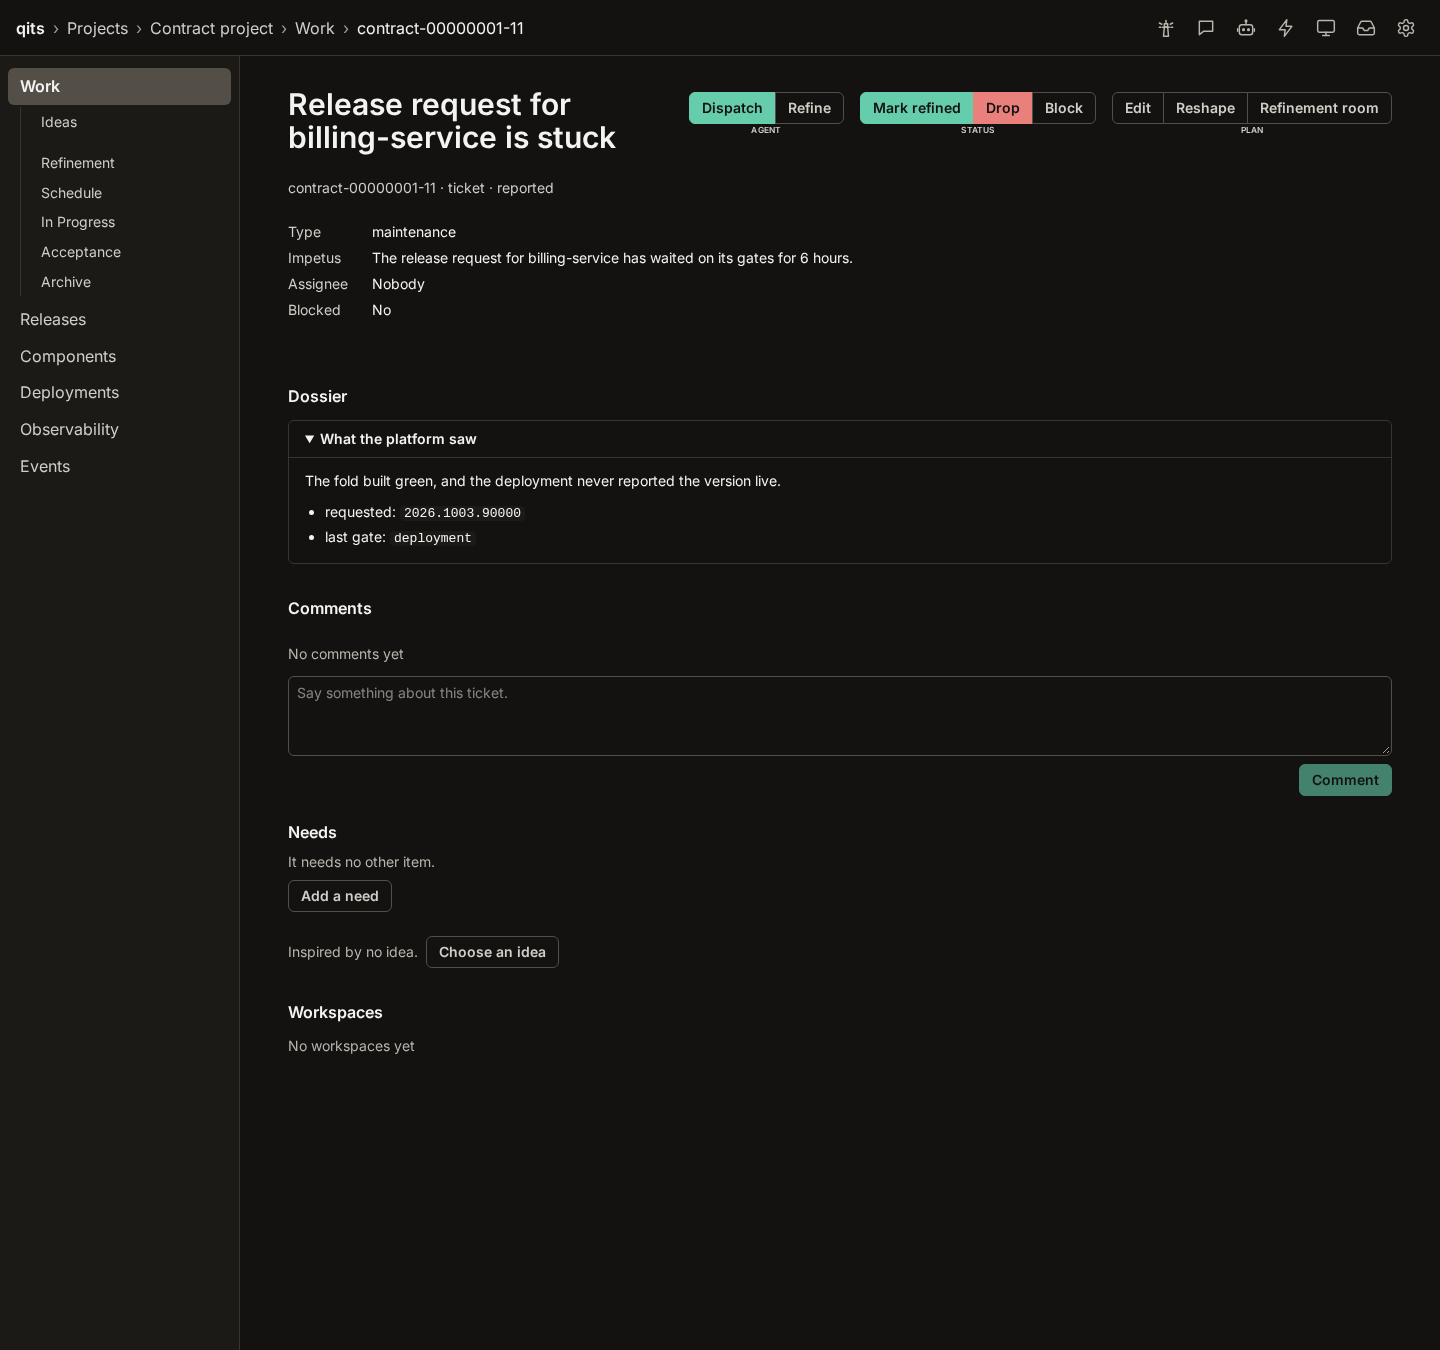 qits › Projects › Contract project › Work › contract-00000001-11
Work
Ideas
Refinement
Schedule
In Progress
Acceptance
Archive
Releases
Components
Deployments
Observability
Events
Release request for
billing-service is stuck
Dispatch Refine
AGENT
Mark refined Drop Block
STATUS
Edit Reshape Refinement room
PLAN
contract-00000001-11 · ticket · reported
Type maintenance
Impetus The release request for billing-service has waited on its gates for 6 hours.
Assignee Nobody
Blocked No
Dossier
▼ What the platform saw
The fold built green, and the deployment never reported the version live.
• requested: 2026.1003.90000
• last gate: deployment
Comments
No comments yet
Say something about this ticket.
Comment
Needs
It needs no other item.
Add a need
Inspired by no idea. Choose an idea
Workspaces
No workspaces yet